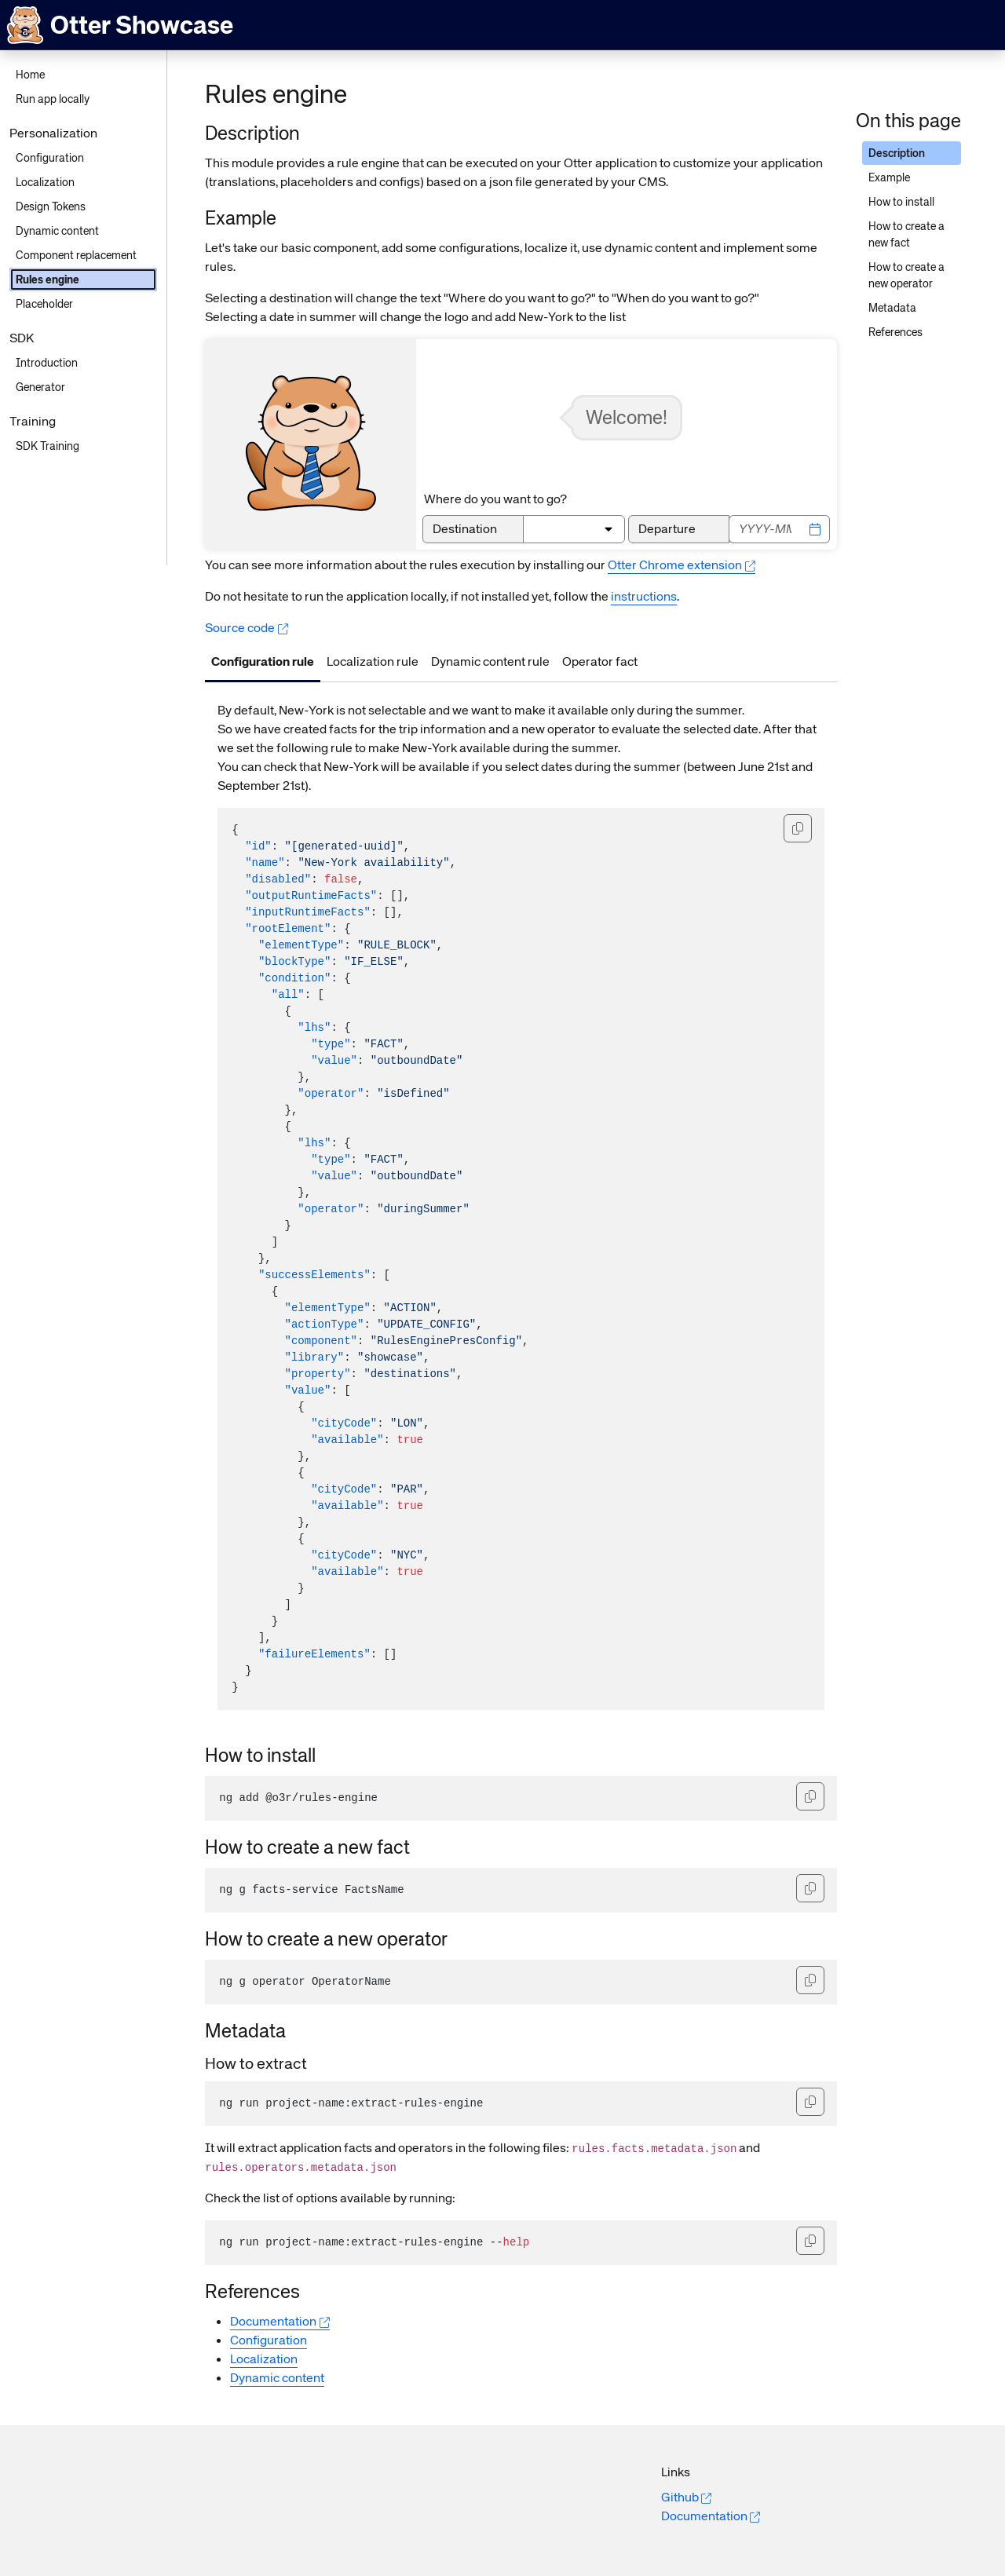 Otter Showcase
Home
Run app locally
Personalization
Configuration
Localization
Design Tokens
Dynamic content
Component replacement
Rules engine
Placeholder
SDK
Introduction
Generator
Training
SDK Training
Rules engine
Description
This module provides a rule engine that can be executed on your Otter application to customize your application
(translations, placeholders and configs) based on a json file generated by your CMS.
Example
Let's take our basic component, add some configurations, localize it, use dynamic content and implement some
rules.
Selecting a destination will change the text "Where do you want to go?" to "When do you want to go?"
Selecting a date in summer will change the logo and add New-York to the list
Welcome!
Where do you want to go?
Destination
Departure
YYYY-MM
You can see more information about the rules execution by installing our Otter Chrome extension
Do not hesitate to run the application locally, if not installed yet, follow the instructions.
Source code
Configuration rule Localization rule Dynamic content rule Operator fact
By default, New-York is not selectable and we want to make it available only during the summer.
So we have created facts for the trip information and a new operator to evaluate the selected date. After that
we set the following rule to make New-York available during the summer.
You can check that New-York will be available if you select dates during the summer (between June 21st and
September 21st).
{
  "id": "[generated-uuid]",
  "name": "New-York availability",
  "disabled": false,
  "outputRuntimeFacts": [],
  "inputRuntimeFacts": [],
  "rootElement": {
    "elementType": "RULE_BLOCK",
    "blockType": "IF_ELSE",
    "condition": {
      "all": [
        {
          "lhs": {
            "type": "FACT",
            "value": "outboundDate"
          },
          "operator": "isDefined"
        },
        {
          "lhs": {
            "type": "FACT",
            "value": "outboundDate"
          },
          "operator": "duringSummer"
        }
      ]
    },
    "successElements": [
      {
        "elementType": "ACTION",
        "actionType": "UPDATE_CONFIG",
        "component": "RulesEnginePresConfig",
        "library": "showcase",
        "property": "destinations",
        "value": [
          {
            "cityCode": "LON",
            "available": true
          },
          {
            "cityCode": "PAR",
            "available": true
          },
          {
            "cityCode": "NYC",
            "available": true
          }
        ]
      }
    ],
    "failureElements": []
  }
}
How to install
ng add @o3r/rules-engine
How to create a new fact
ng g facts-service FactsName
How to create a new operator
ng g operator OperatorName
Metadata
How to extract
ng run project-name:extract-rules-engine
It will extract application facts and operators in the following files: rules.facts.metadata.json and
rules.operators.metadata.json
Check the list of options available by running:
ng run project-name:extract-rules-engine --help
References
Documentation
Configuration
Localization
Dynamic content
On this page
Description
Example
How to install
How to create a
new fact
How to create a
new operator
Metadata
References
Links
Github
Documentation